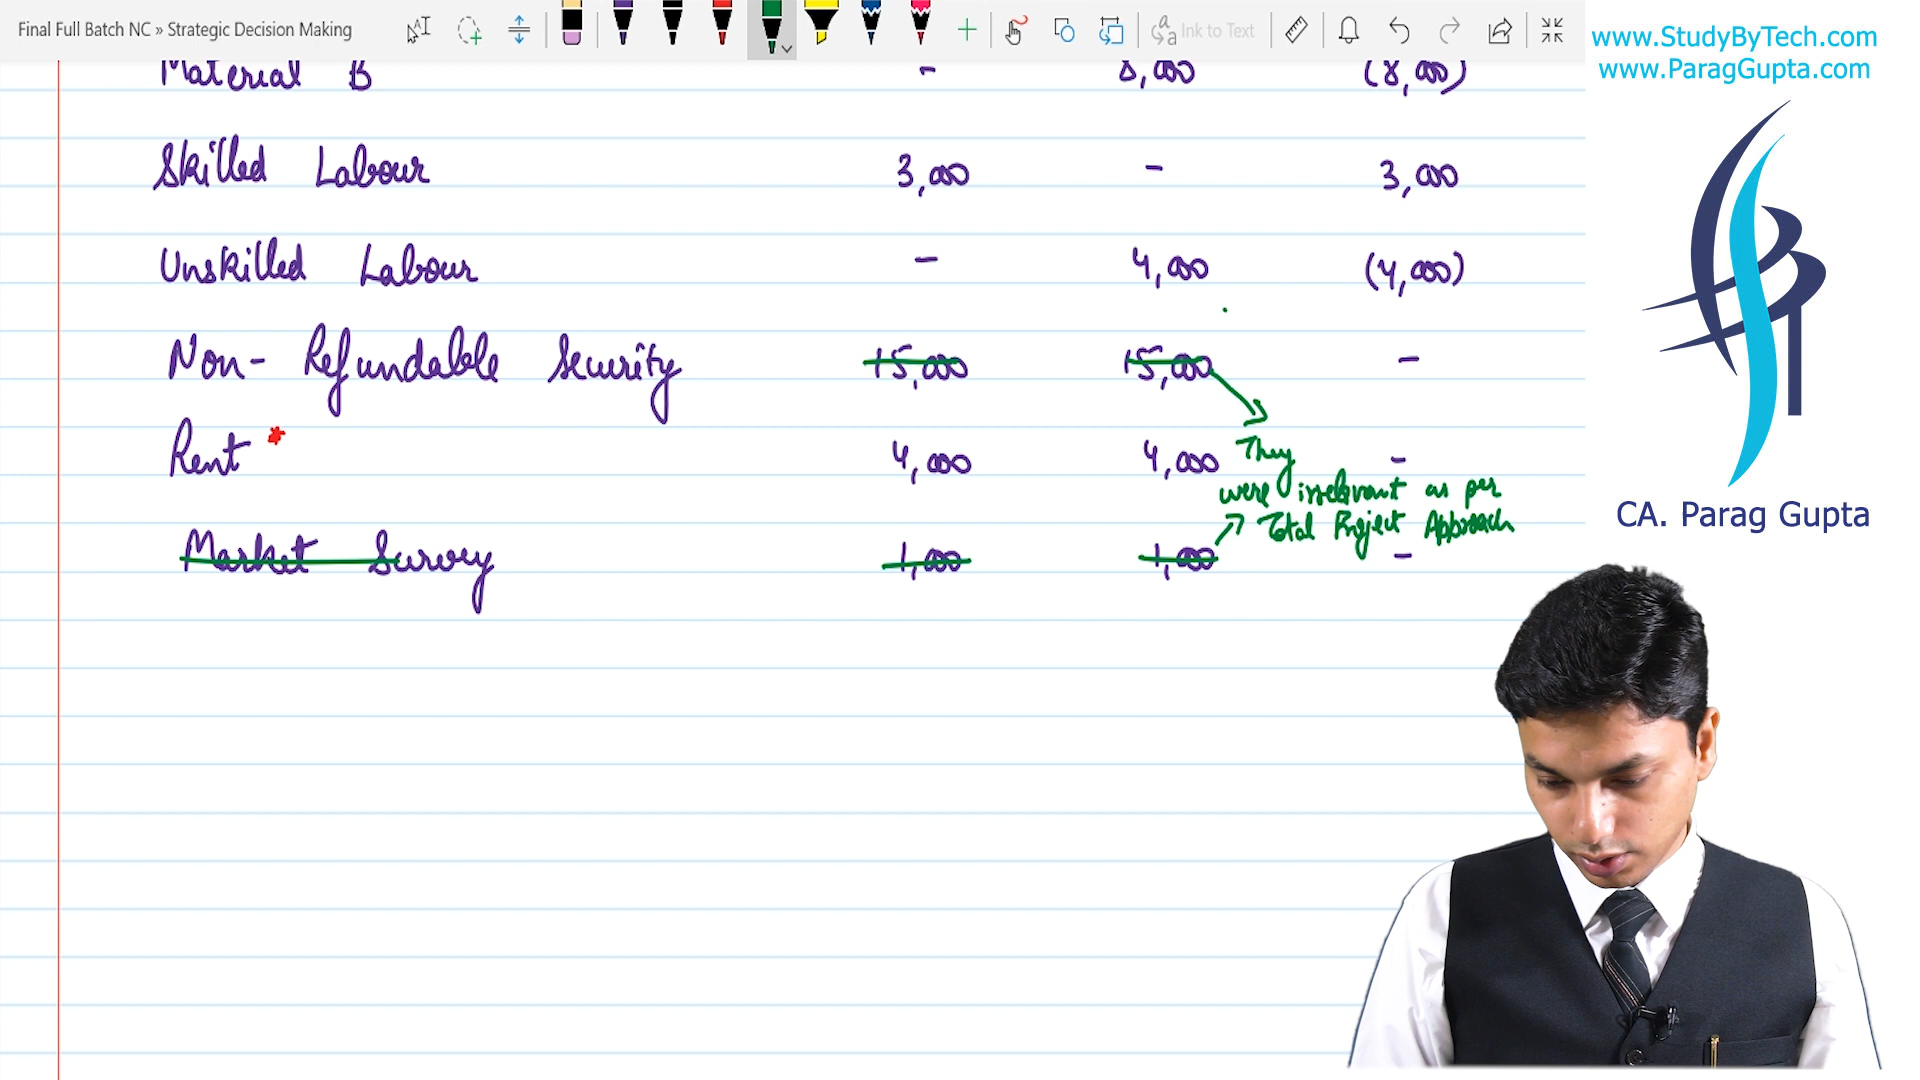 Final Full Batch NC » Strategic Decision Making
Ink to Text
www.StudyByTech.com
www.ParagGupta.com
Material B - 8,000 (8,000)
Skilled Labour 3,000 - 3,000
Unskilled Labour - 4,000 (4,000)
Non-Refundable Security 15,000 15,000 -
Rent * 4,000 4,000 -
They
were irrelevant as per
Total Project Approach
Market Survey 1,000 1,000 -
CA. Parag Gupta